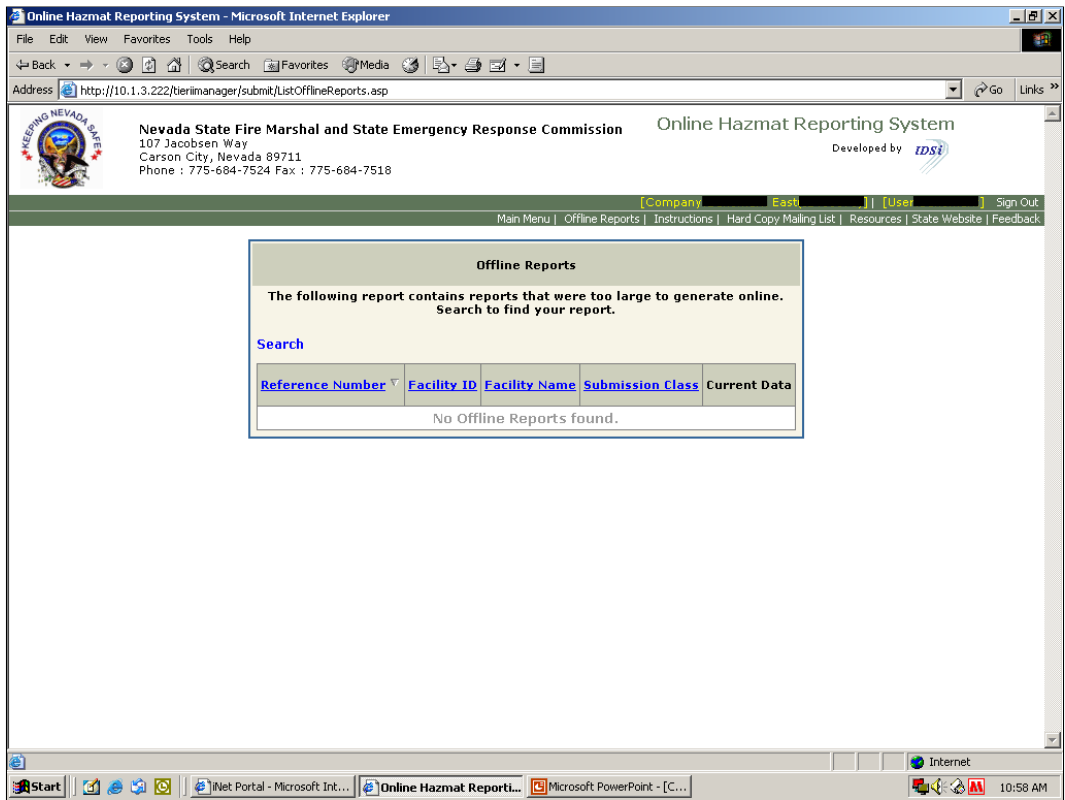 Online Hazmat Reporting System - Microsoft Internet Explorer
File Edit View Favorites Tools Help
Back Search Favorites Media
Address http://10.1.3.222/tieriimanager/submit/ListOfflineReports.asp Go Links »
KEEPING NEVADA SAFE
Nevada State Fire Marshal and State Emergency Response Commission
107 Jacobsen Way
Carson City, Nevada 89711
Phone : 775-684-7524 Fax : 775-684-7518
Online Hazmat Reporting System
Developed by IDSi
[Company East( ] | [User ] Sign Out
Main Menu | Offline Reports | Instructions | Hard Copy Mailing List | Resources | State Website | Feedback
Offline Reports
The following report contains reports that were too large to generate online.
Search to find your report.
Search
Reference Number Facility ID Facility Name Submission Class Current Data
No Offline Reports found.
Internet
Start iNet Portal - Microsoft Int... Online Hazmat Reporti... Microsoft PowerPoint - [C... 10:58 AM